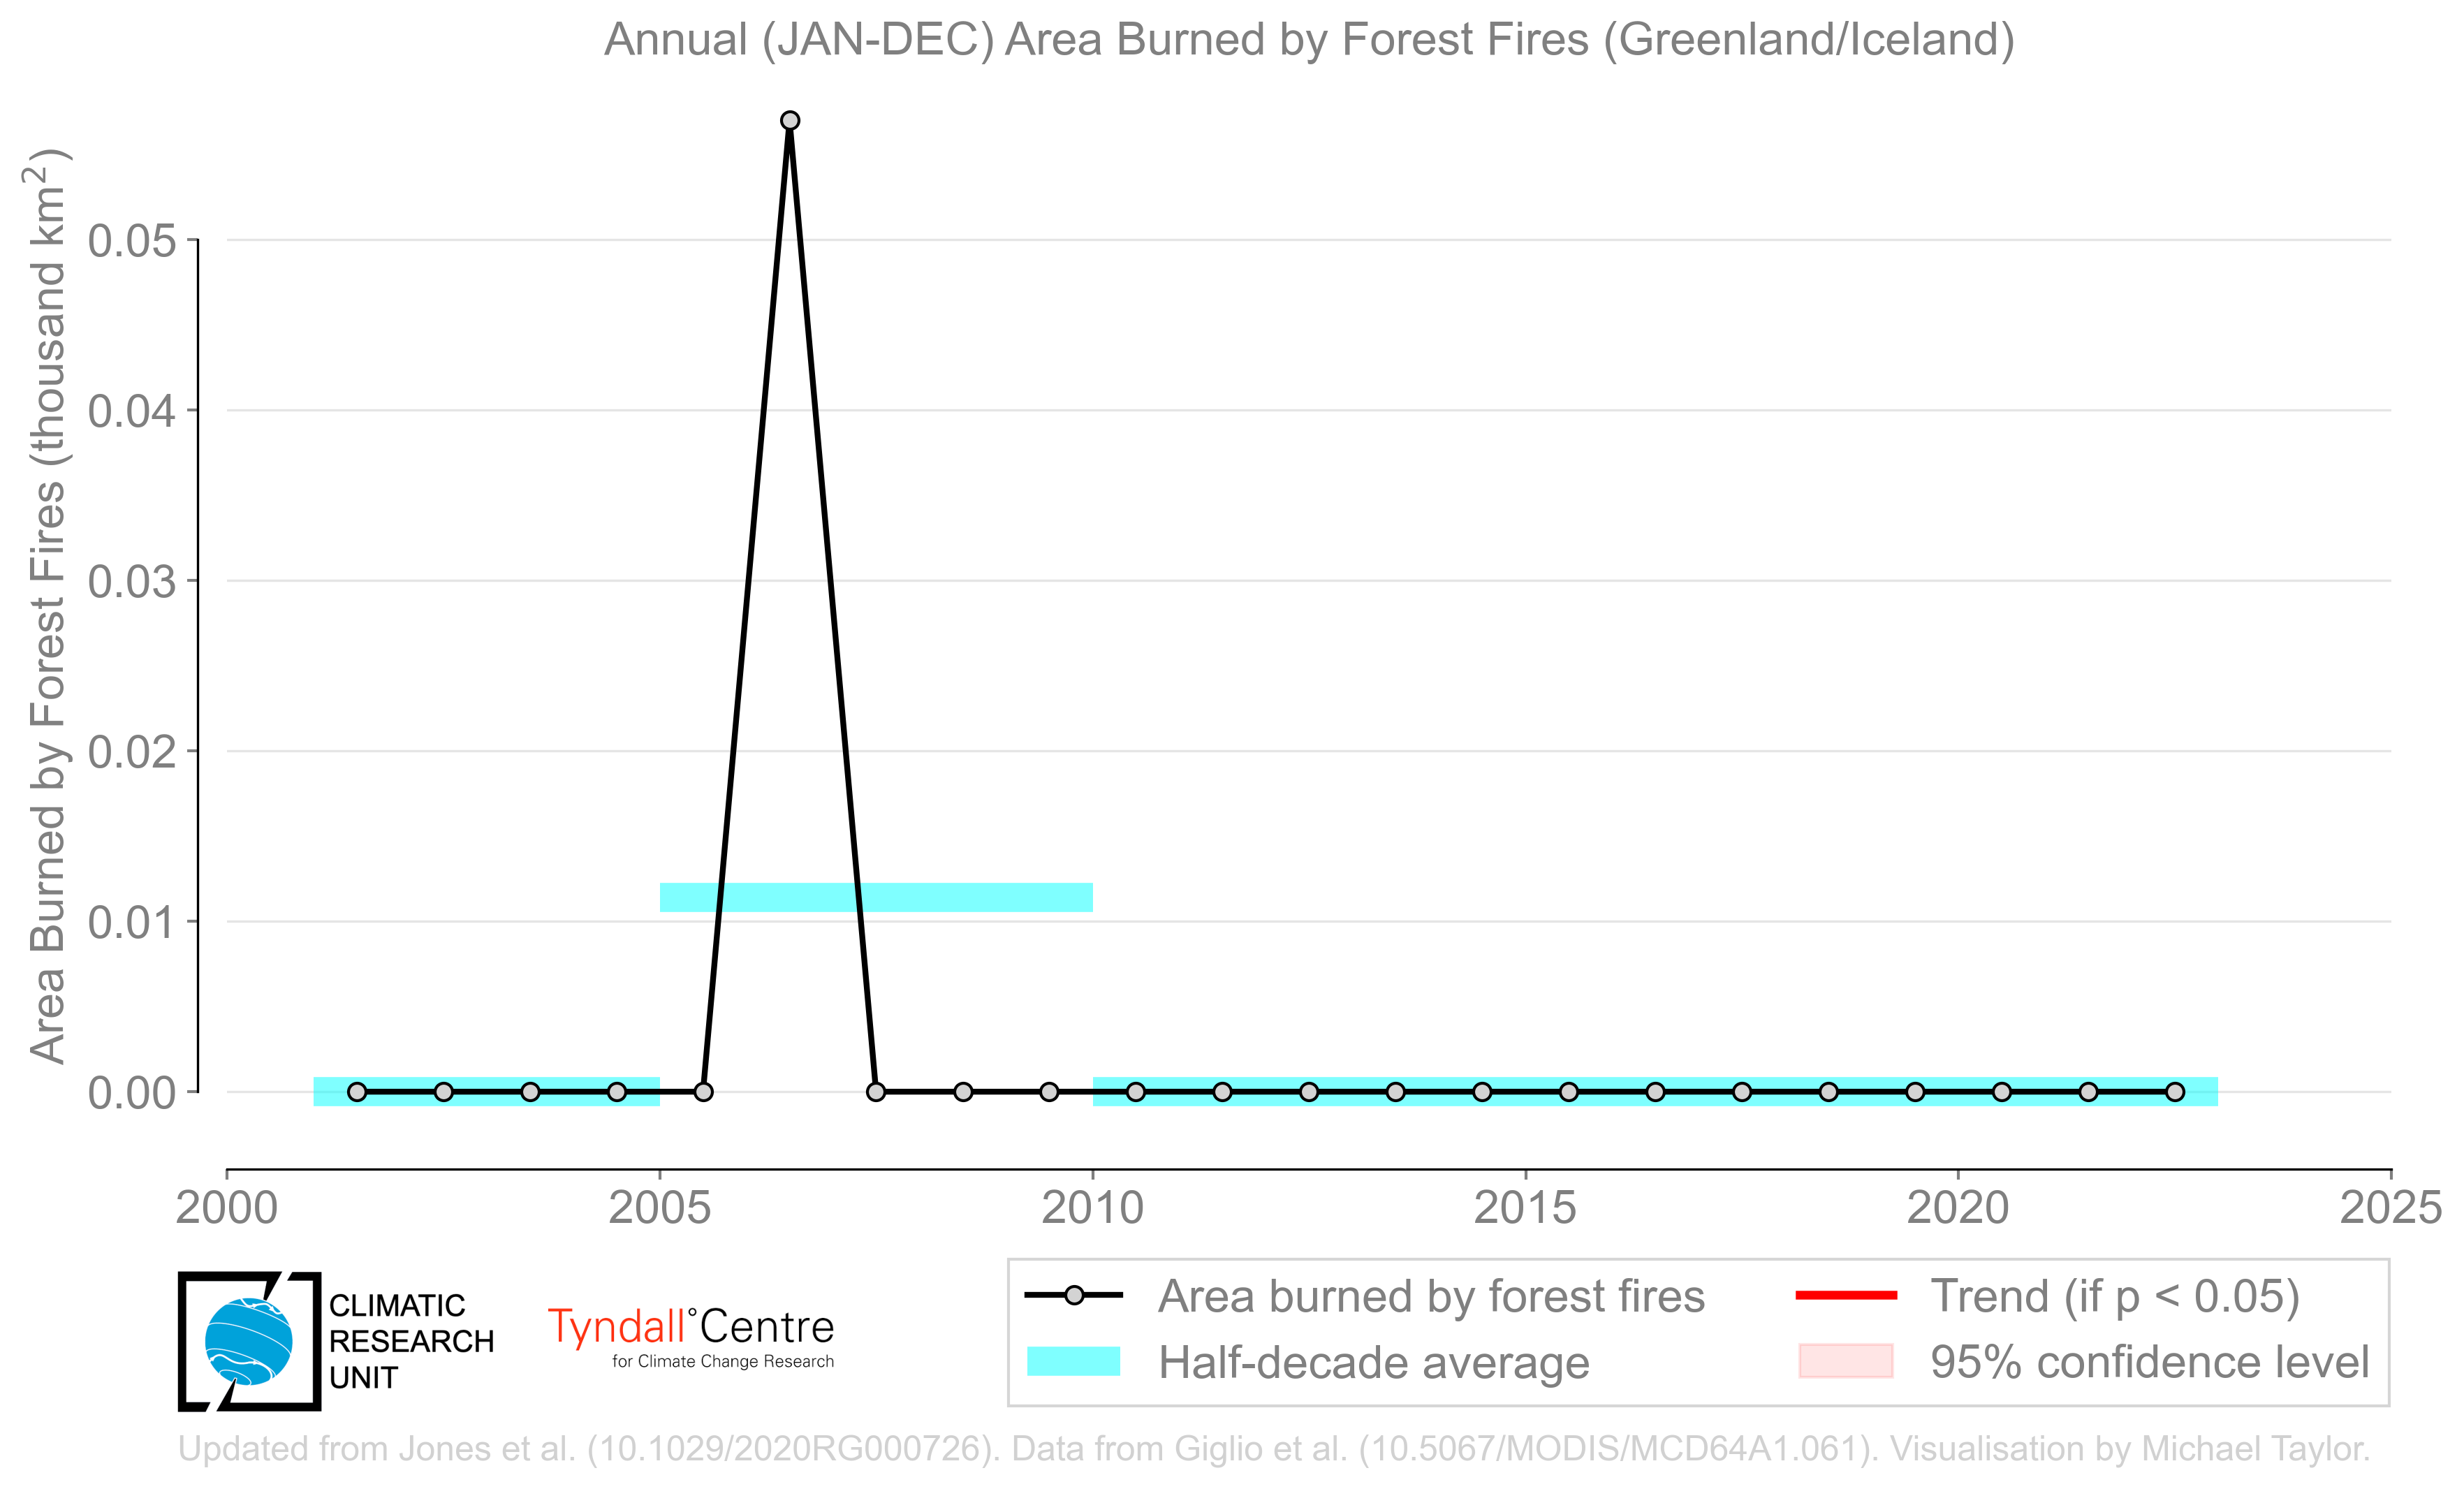 Annual (JAN-DEC) Area Burned by Forest Fires (Greenland/Iceland)
Area Burned by Forest Fires (thousand km²)
0.05
0.04
0.03
0.02
0.01
0.00
2000
2005
2010
2015
2020
2025
CLIMATIC
RESEARCH
UNIT
Tyndall°Centre
for Climate Change Research
Area burned by forest fires
Half-decade average
Trend (if p < 0.05)
95% confidence level
Updated from Jones et al. (10.1029/2020RG000726). Data from Giglio et al. (10.5067/MODIS/MCD64A1.061). Visualisation by Michael Taylor.